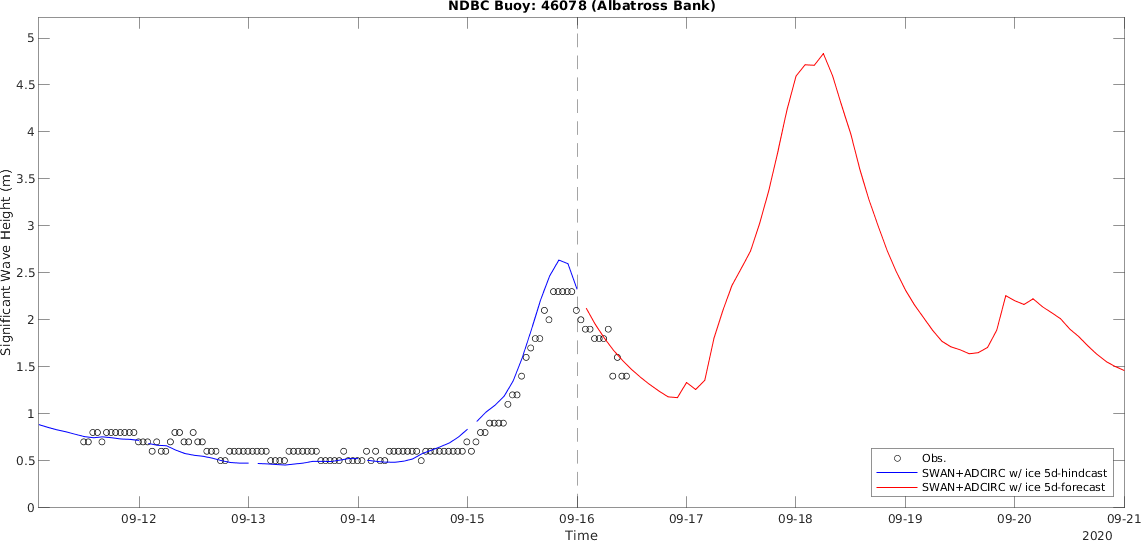 NDBC Buoy: 46078 (Albatross Bank)
Significant Wave Height (m)
5
4.5
4
3.5
3
2.5
2
1.5
1
0.5
0
Obs.
SWAN+ADCIRC w/ ice 5d-hindcast
SWAN+ADCIRC w/ ice 5d-forecast
09-12 09-13 09-14 09-15 09-16 09-17 09-18 09-19 09-20 09-21
Time
2020